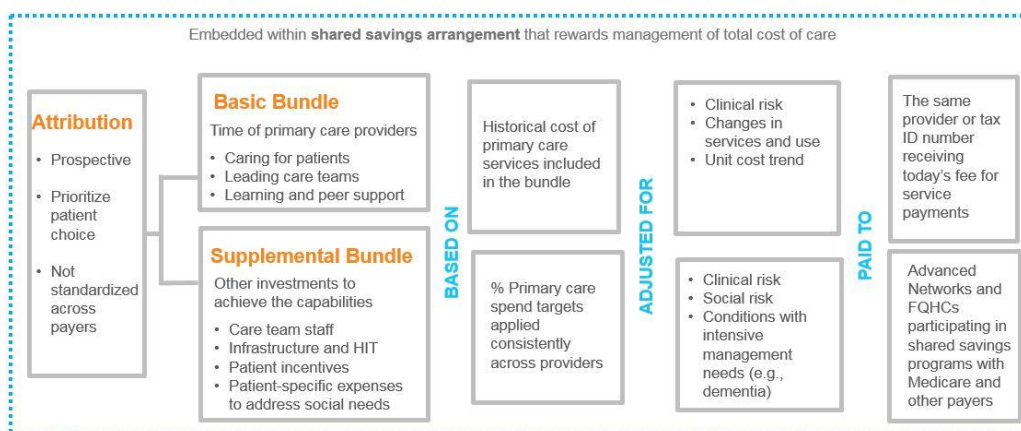 Embedded within shared savings arrangement that rewards management of total cost of care
Attribution
• Prospective
• Prioritize
patient
choice
• Not
standardized
across
payers
Basic Bundle
Time of primary care providers
• Caring for patients
• Leading care teams
• Learning and peer support
Supplemental Bundle
Other investments to
achieve the capabilities
• Care team staff
• Infrastructure and HIT
• Patient incentives
• Patient-specific expenses
to address social needs
BASED ON
Historical cost of
primary care
services included
in the bundle
% Primary care
spend targets
applied
consistently
across providers
ADJUSTED FOR
• Clinical risk
• Changes in
services and use
• Unit cost trend
• Clinical risk
• Social risk
• Conditions with
intensive
management
needs (e.g.,
dementia)
PAID TO
The same
provider or tax
ID number
receiving
today's fee for
service
payments
Advanced
Networks and
FQHCs
participating in
shared savings
programs with
Medicare and
other payers